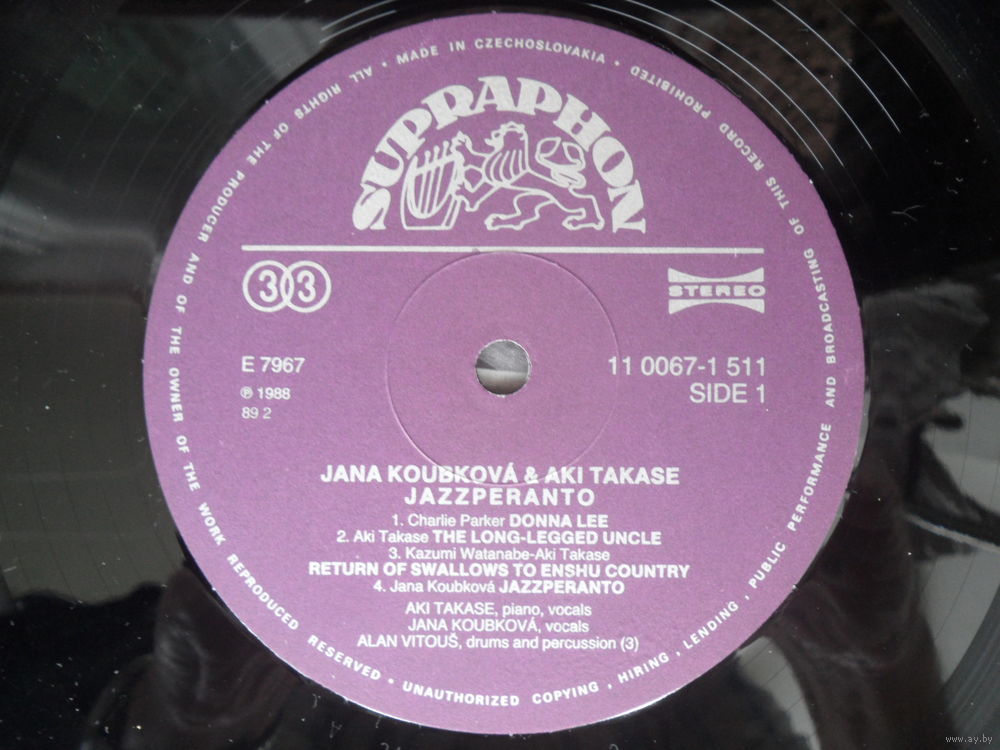 ALL RIGHTS OF THE PRODUCER AND OF THE OWNER OF THE WORK REPRODUCED RESERVED • UNAUTHORIZED COPYING, HIRING, LENDING, PUBLIC PERFORMANCE AND BROADCASTING OF THIS RECORD PROHIBITED • MADE IN CZECHOSLOVAKIA •
SUPRAPHON
33
STEREO
E 7967
11 0067-1 511
℗ 1988
SIDE 1
89 2
JANA KOUBKOVÁ & AKI TAKASE
JAZZPERANTO
1. Charlie Parker DONNA LEE
2. Aki Takase THE LONG-LEGGED UNCLE
3. Kazumi Watanabe-Aki Takase
RETURN OF SWALLOWS TO ENSHU COUNTRY
4. Jana Koubková JAZZPERANTO
AKI TAKASE, piano, vocals
JANA KOUBKOVÁ, vocals
ALAN VITOUŠ, drums and percussion (3)
www.ay.by